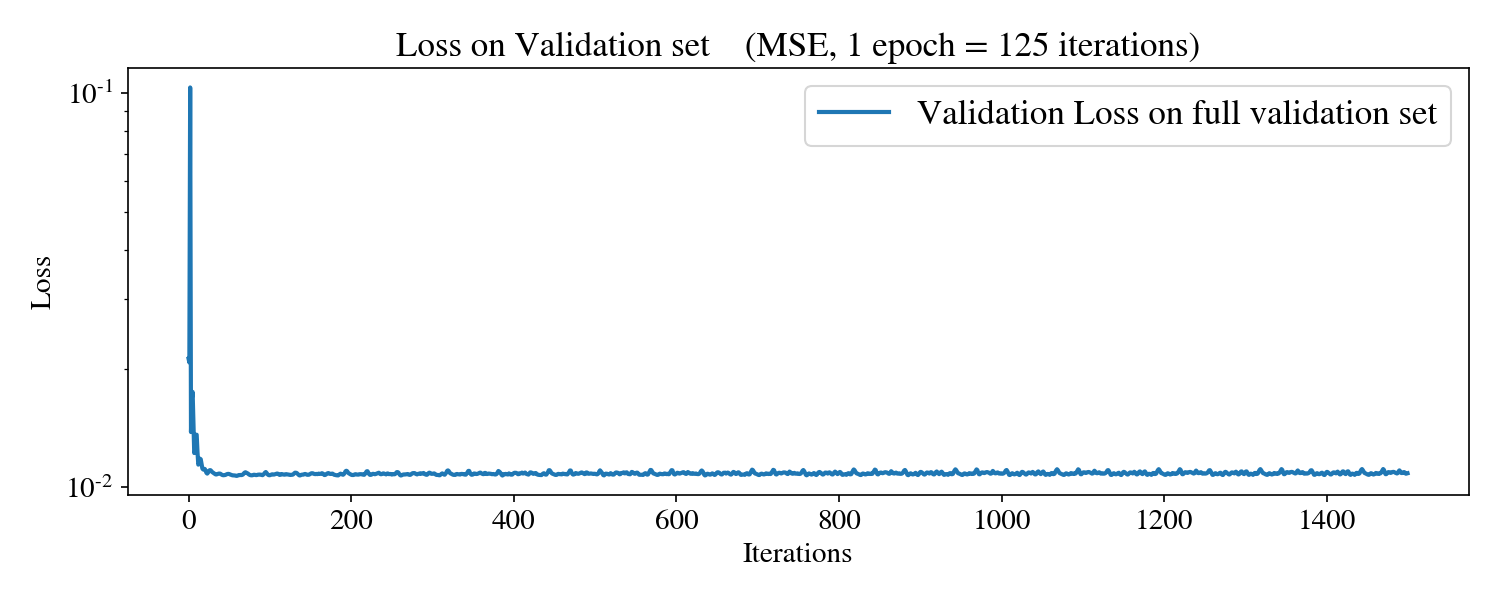 Loss on Validation set (MSE, 1 epoch = 125 iterations)
Validation Loss on full validation set
Loss
10⁻¹
10⁻²
0 200 400 600 800 1000 1200 1400
Iterations